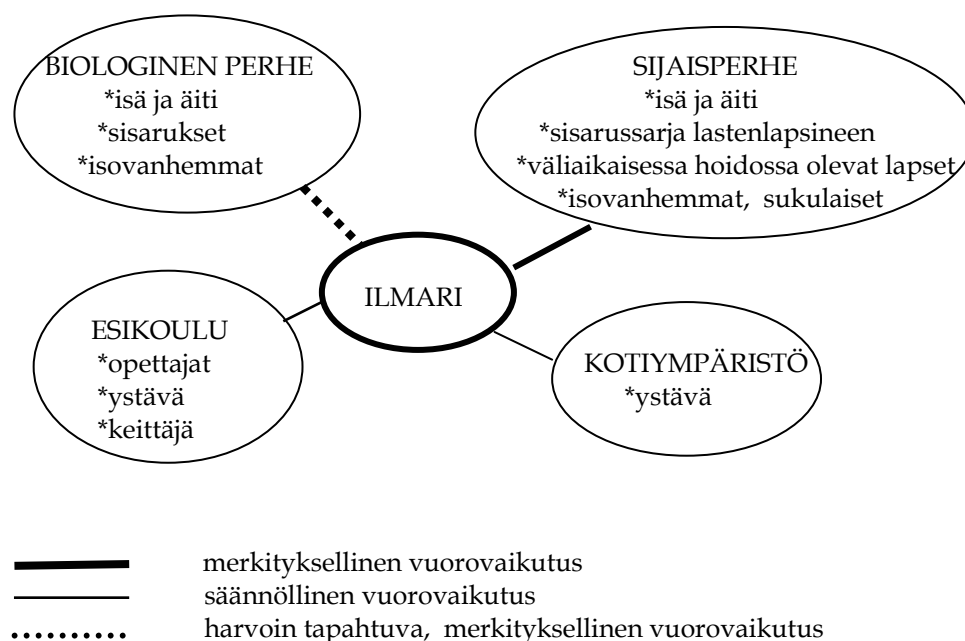 BIOLOGINEN PERHE
*isä ja äiti
*sisarukset
*isovanhemmat
SIJAISPERHE
*isä ja äiti
*sisarussarja lastenlapsineen
*väliaikaisessa hoidossa olevat lapset
*isovanhemmat, sukulaiset
ILMARI
ESIKOULU
*opettajat
*ystävä
*keittäjä
KOTIYMPÄRISTÖ
*ystävä
merkityksellinen vuorovaikutus
säännöllinen vuorovaikutus
harvoin tapahtuva, merkityksellinen vuorovaikutus